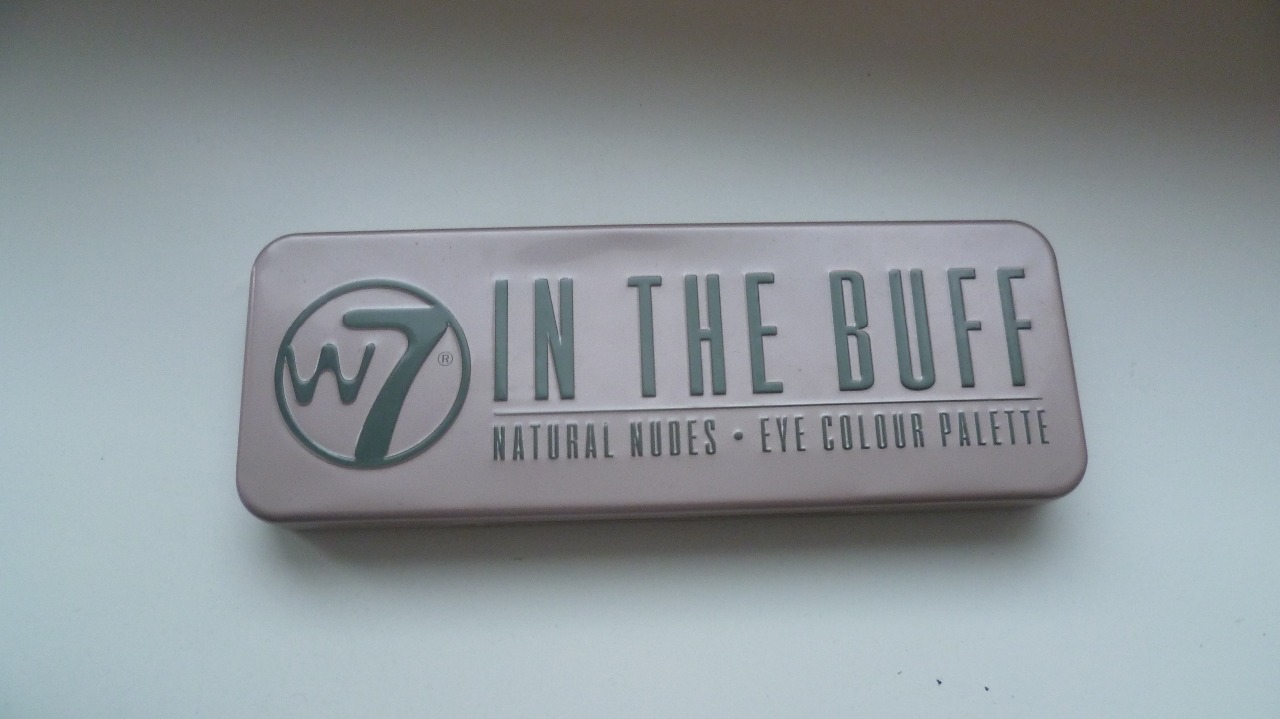 W7®
IN THE BUFF
NATURAL NUDES • EYE COLOUR PALETTE